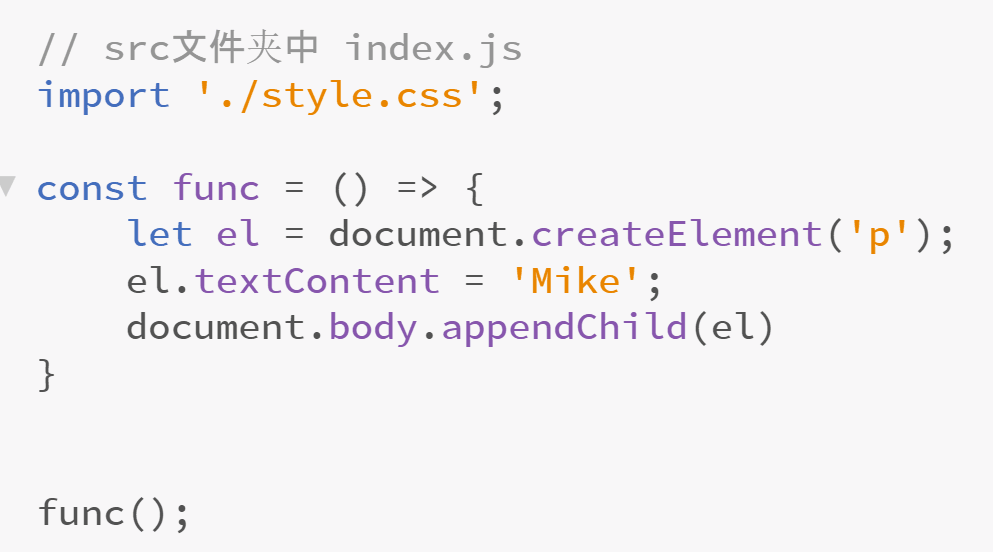 // src文件夹中 index.js
import './style.css';
const func = () => {
let el = document.createElement('p');
el.textContent = 'Mike';
document.body.appendChild(el)
}
func();